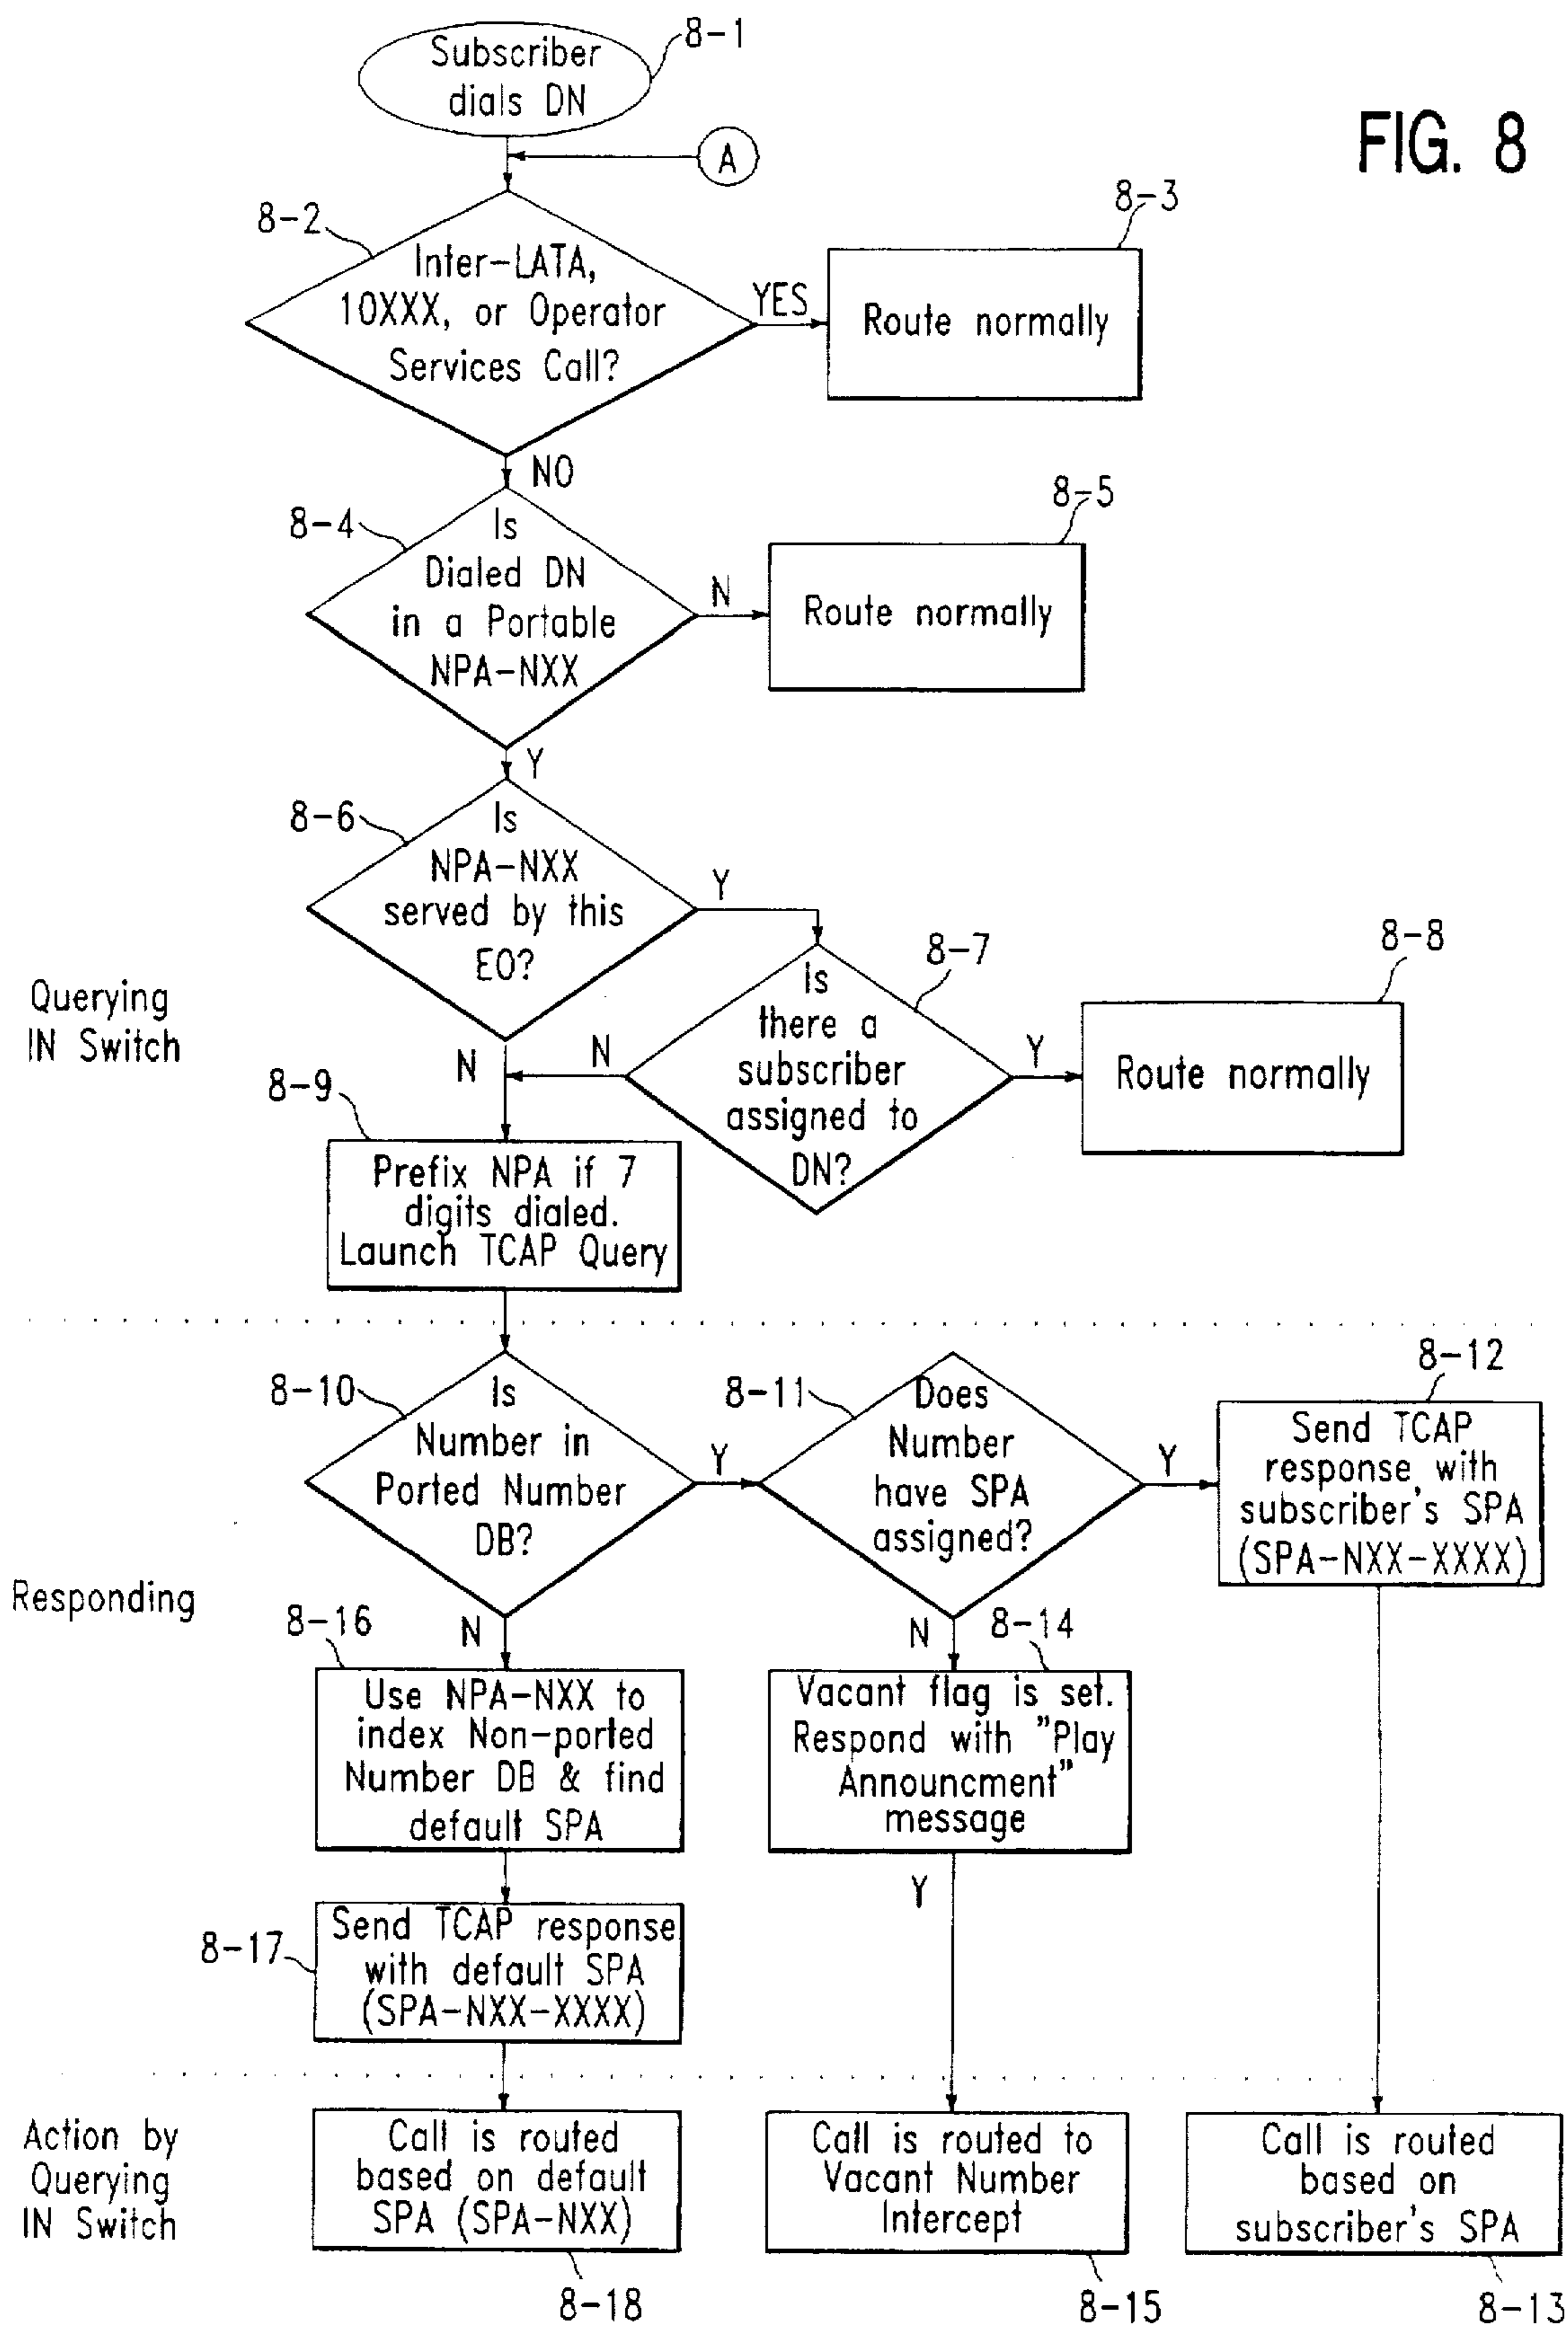 FIG. 8
8-1
Subscriber
dials DN
A
8-2
Inter-LATA,
10XXX, or Operator
Services Call?
YES
8-3
Route normally
NO
8-4
Is
Dialed DN
in a Portable
NPA-NXX
N
8-5
Route normally
Y
8-6
Is
NPA-NXX
served by this
EO?
Y
8-7
Is
there a
subscriber
assigned to
DN?
Y
8-8
Route normally
N
N
Querying
IN Switch
8-9
Prefix NPA if 7
digits dialed.
Launch TCAP Query
8-10
Is
Number in
Ported Number
DB?
Y
8-11
Does
Number
have SPA
assigned?
Y
8-12
Send TCAP
response with
subscriber's SPA
(SPA-NXX-XXXX)
Responding
N
8-16
Use NPA-NXX to
index Non-ported
Number DB & find
default SPA
N
8-14
Vacant flag is set.
Respond with "Play
Announcment"
message
Y
8-17
Send TCAP response
with default SPA
(SPA-NXX-XXXX)
Action by
Querying
IN Switch
Call is routed
based on default
SPA (SPA-NXX)
8-18
Call is routed to
Vacant Number
Intercept
8-15
Call is routed
based on
subscriber's SPA
8-13